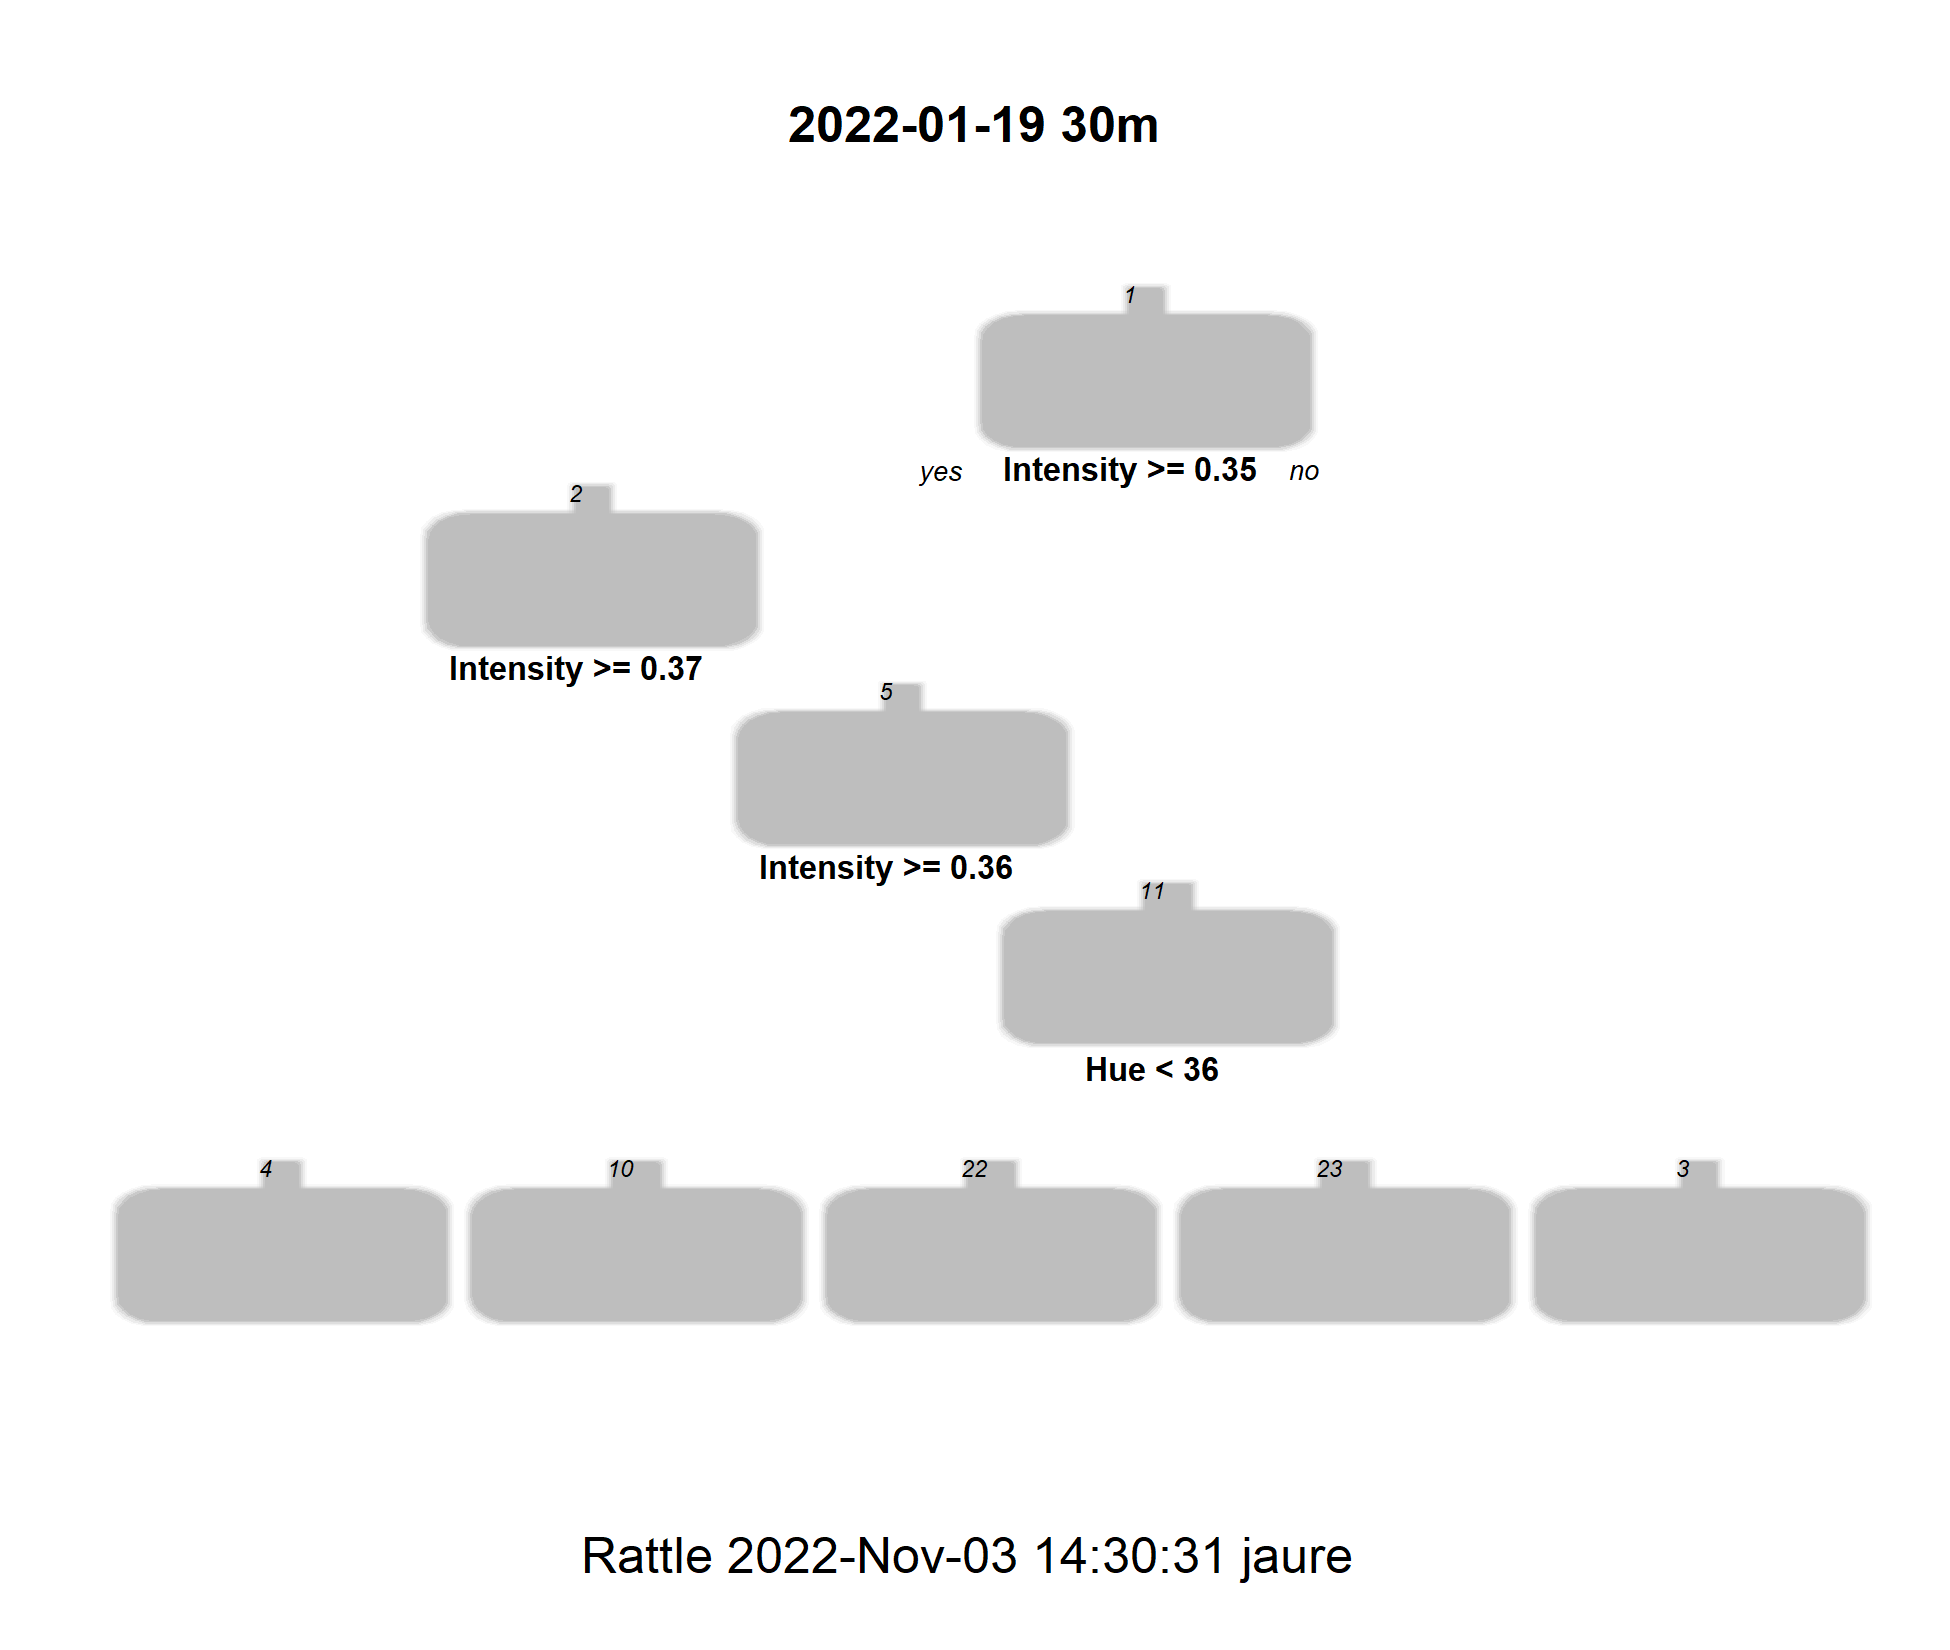 2022-01-19 30m
1
yes Intensity >= 0.35 no
2
Intensity >= 0.37
5
Intensity >= 0.36
11
Hue < 36
4 10 22 23 3
Rattle 2022-Nov-03 14:30:31 jaure